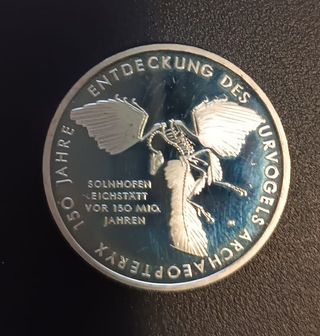 150 JAHRE ENTDECKUNG DES URVOGELS ARCHAEOPTERYX
SOLNHOFEN
EICHSTÄTT
VOR 150 MIO.
JAHREN